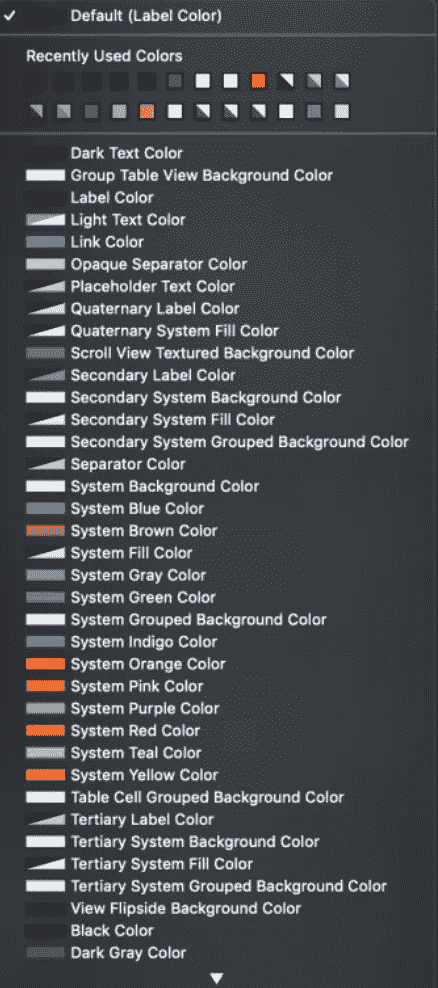 Default (Label Color)
Recently Used Colors
Dark Text Color
Group Table View Background Color
Label Color
Light Text Color
Link Color
Opaque Separator Color
Placeholder Text Color
Quaternary Label Color
Quaternary System Fill Color
Scroll View Textured Background Color
Secondary Label Color
Secondary System Background Color
Secondary System Fill Color
Secondary System Grouped Background Color
Separator Color
System Background Color
System Blue Color
System Brown Color
System Fill Color
System Gray Color
System Green Color
System Grouped Background Color
System Indigo Color
System Orange Color
System Pink Color
System Purple Color
System Red Color
System Teal Color
System Yellow Color
Table Cell Grouped Background Color
Tertiary Label Color
Tertiary System Background Color
Tertiary System Fill Color
Tertiary System Grouped Background Color
View Flipside Background Color
Black Color
Dark Gray Color